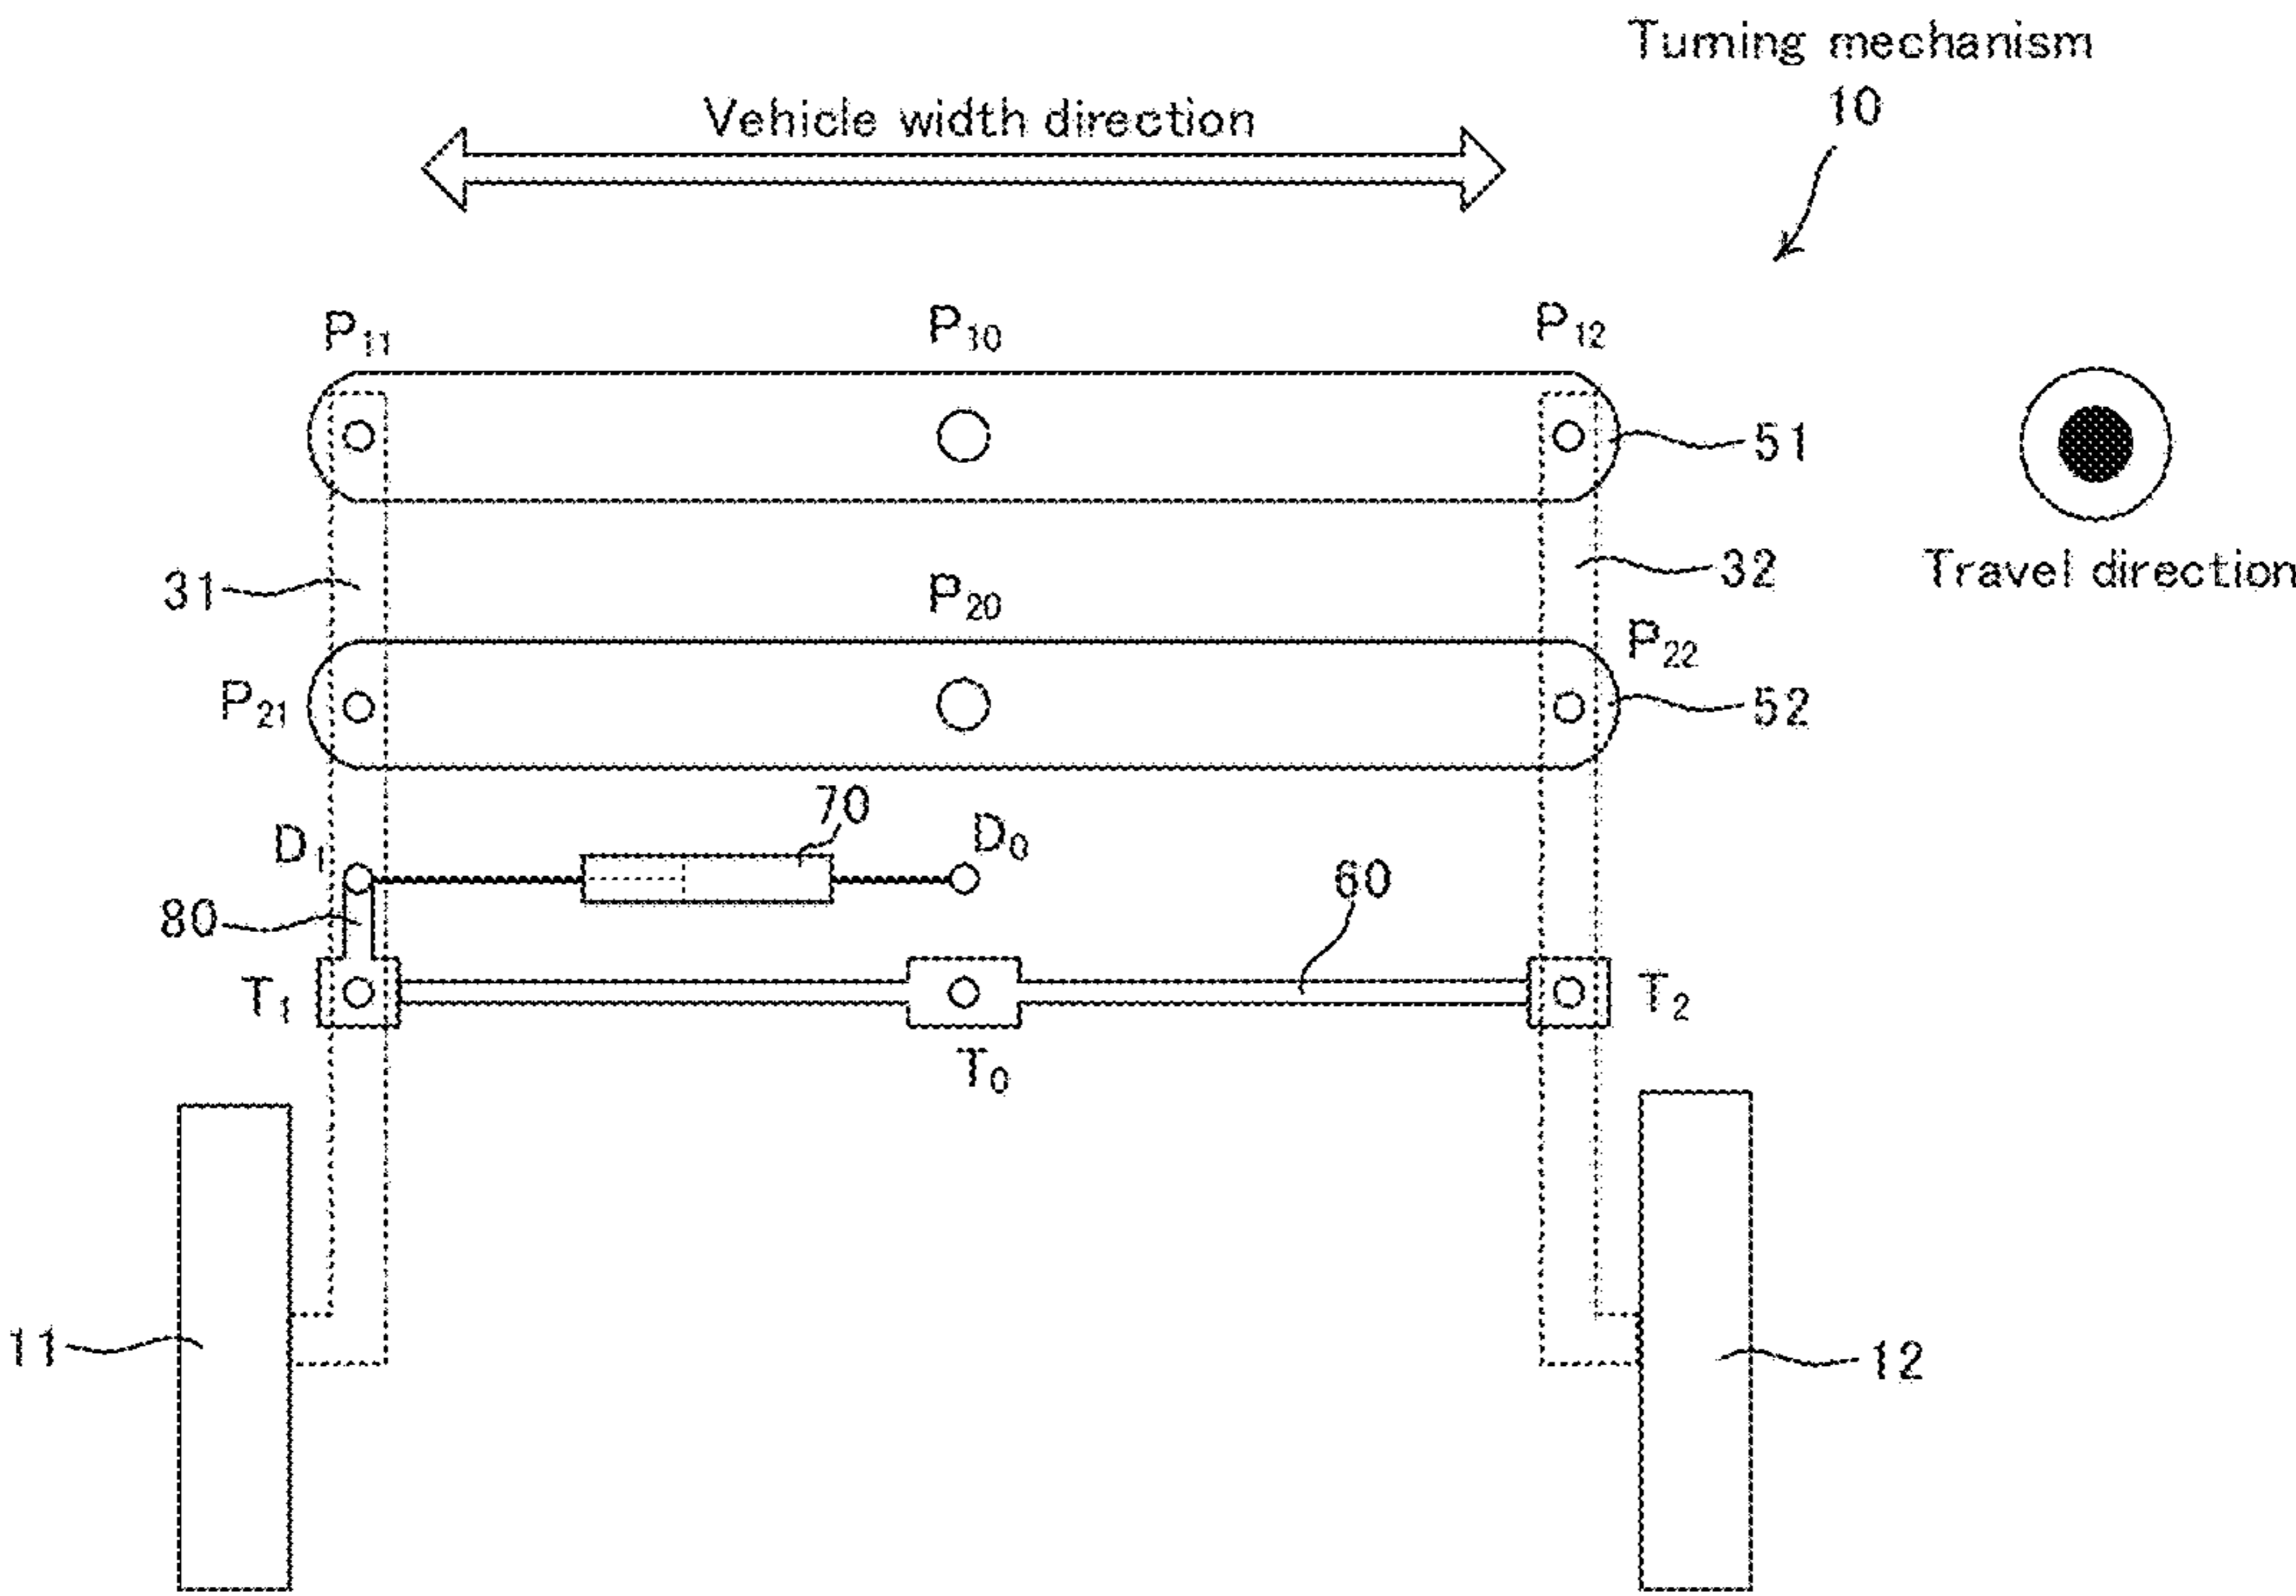 Tuming mechanism
10
Vehicle width direction
P₁₁
P₁₀
P₁₂
51
31
P₂₀
32
Travel direction
P₂₁
P₂₂
52
D₁
70
D₀
60
80
T₁
T₂
T₀
11
12